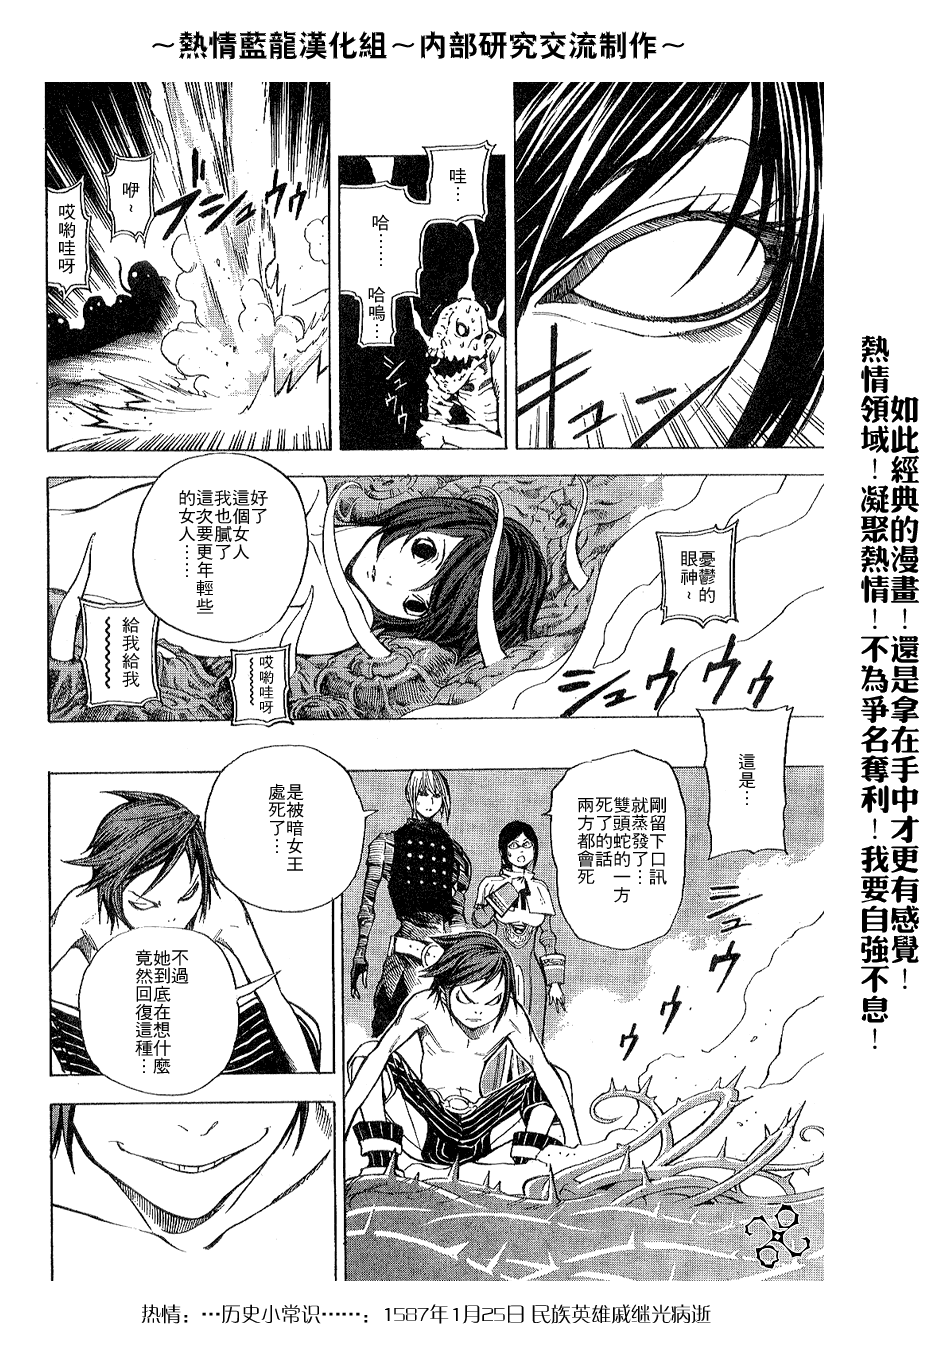 ～熱情藍龍漢化組～内部研究交流制作～
キュン
哇…
哈……
哈嗚…
シュウ
ブシュウゥ
咿~
哎喲哇呀
憂鬱的
眼神~
好了
這個女人
我也膩了
這次要更年輕些
的女人……
給我給我
哎喲哇呀
シュウゥゥ
這是…
剛留下口訊
就蒸發了…
雙頭蛇的一方
死了的話
兩方都會死
シュウゥ
是被暗女王
處死了…
不過
她到底在想什麼
竟然回復這種…
如此經典的漫畫！還是拿在手中才更有感覺！
熱情領域！凝聚熱情！不為爭名奪利！我要自強不息！
热情：…历史小常识……：1587年1月25日 民族英雄戚继光病逝